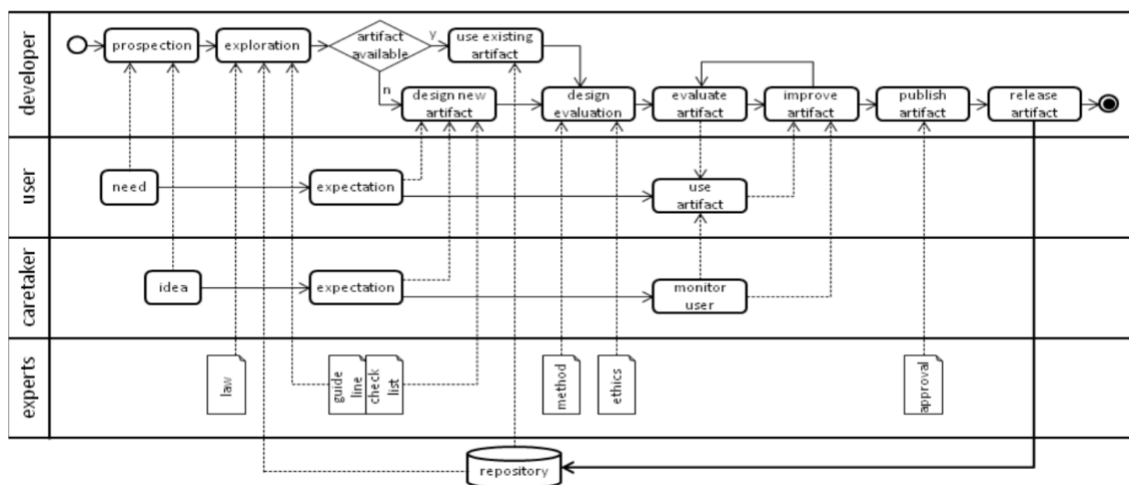 developer
prospection
exploration
artifact
available
y
n
use existing
artifact
design new
artifact
design
evaluation
evaluate
artifact
improve
artifact
publish
artifact
release
artifact
user
need
expectation
use
artifact
caretaker
idea
expectation
monitor
user
experts
law
guide
line
check
list
method
ethics
approval
repository